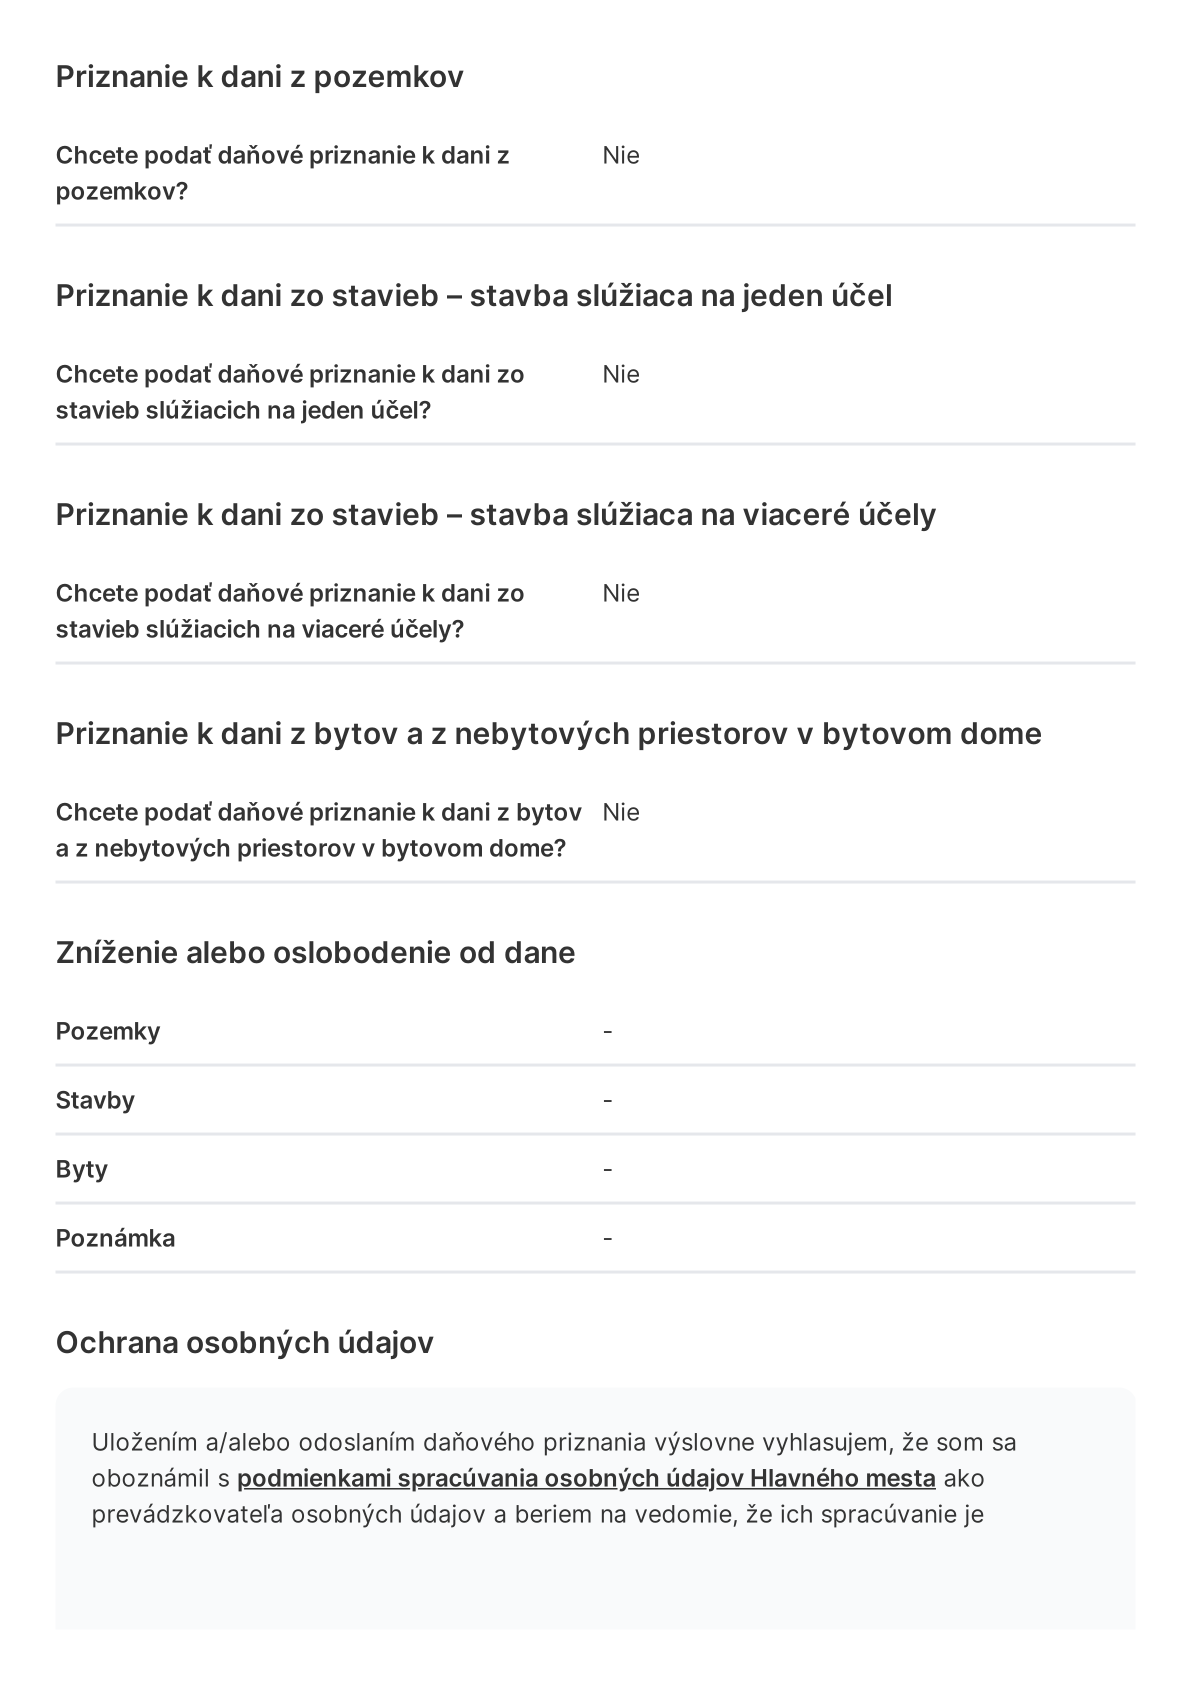 Priznanie k dani z pozemkov
Chcete podať daňové priznanie k dani z Nie
pozemkov?
Priznanie k dani zo stavieb – stavba slúžiaca na jeden účel
Chcete podať daňové priznanie k dani zo Nie
stavieb slúžiacich na jeden účel?
Priznanie k dani zo stavieb – stavba slúžiaca na viaceré účely
Chcete podať daňové priznanie k dani zo Nie
stavieb slúžiacich na viaceré účely?
Priznanie k dani z bytov a z nebytových priestorov v bytovom dome
Chcete podať daňové priznanie k dani z bytov Nie
a z nebytových priestorov v bytovom dome?
Zníženie alebo oslobodenie od dane
Pozemky -
Stavby -
Byty -
Poznámka -
Ochrana osobných údajov
Uložením a/alebo odoslaním daňového priznania výslovne vyhlasujem, že som sa
oboznámil s podmienkami spracúvania osobných údajov Hlavného mesta ako
prevádzkovateľa osobných údajov a beriem na vedomie, že ich spracúvanie je